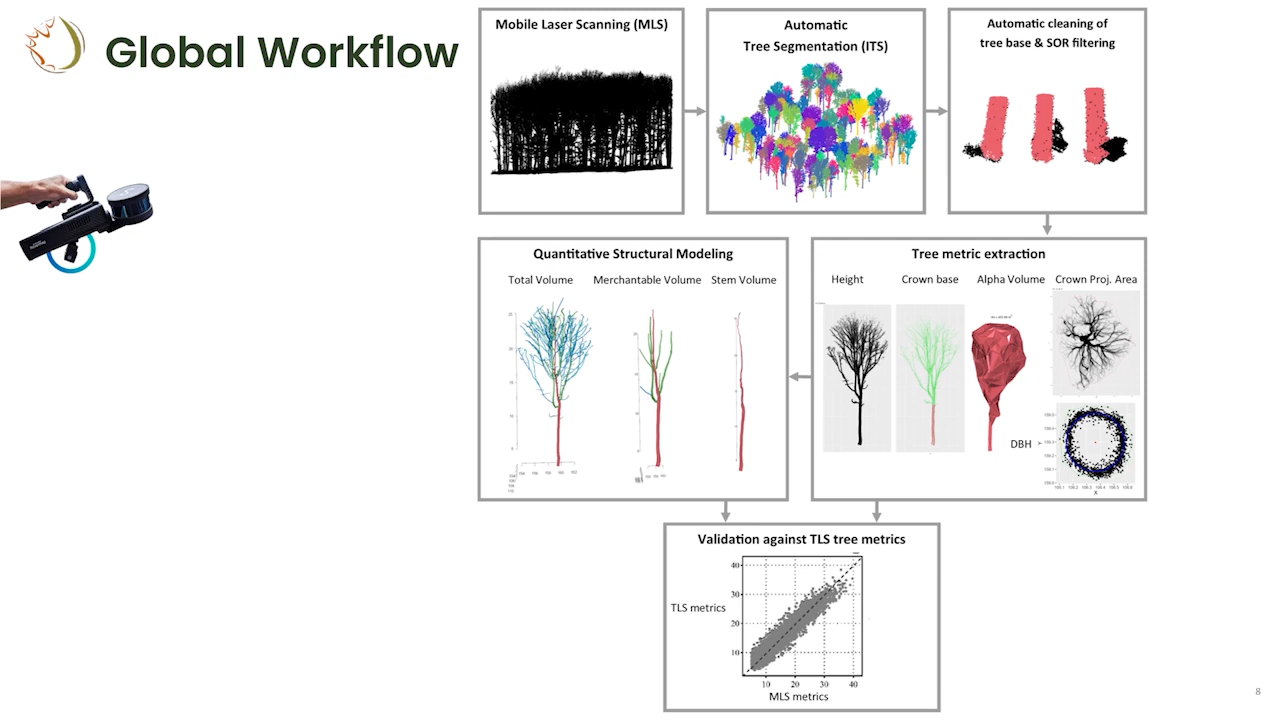 Global Workflow
Mobile Laser Scanning (MLS)
Automatic
Tree Segmentation (ITS)
Automatic cleaning of
tree base & SOR filtering
Quantitative Structural Modeling
Total Volume
Merchantable Volume
Stem Volume
Tree metric extraction
Height
Crown base
Alpha Volume
Crown Proj. Area
DBH
X
Validation against TLS tree metrics
TLS metrics
40
30
20
10
10 20 30 40
MLS metrics
8